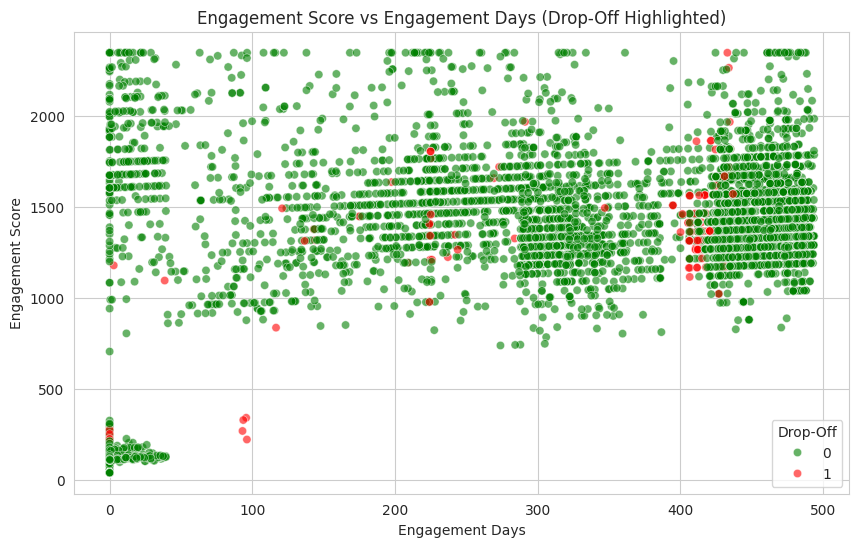 Engagement Score vs Engagement Days (Drop-Off Highlighted)
Engagement Score
2000
1500
1000
500
0
0 100 200 300 400 500
Engagement Days
Drop-Off
0
1